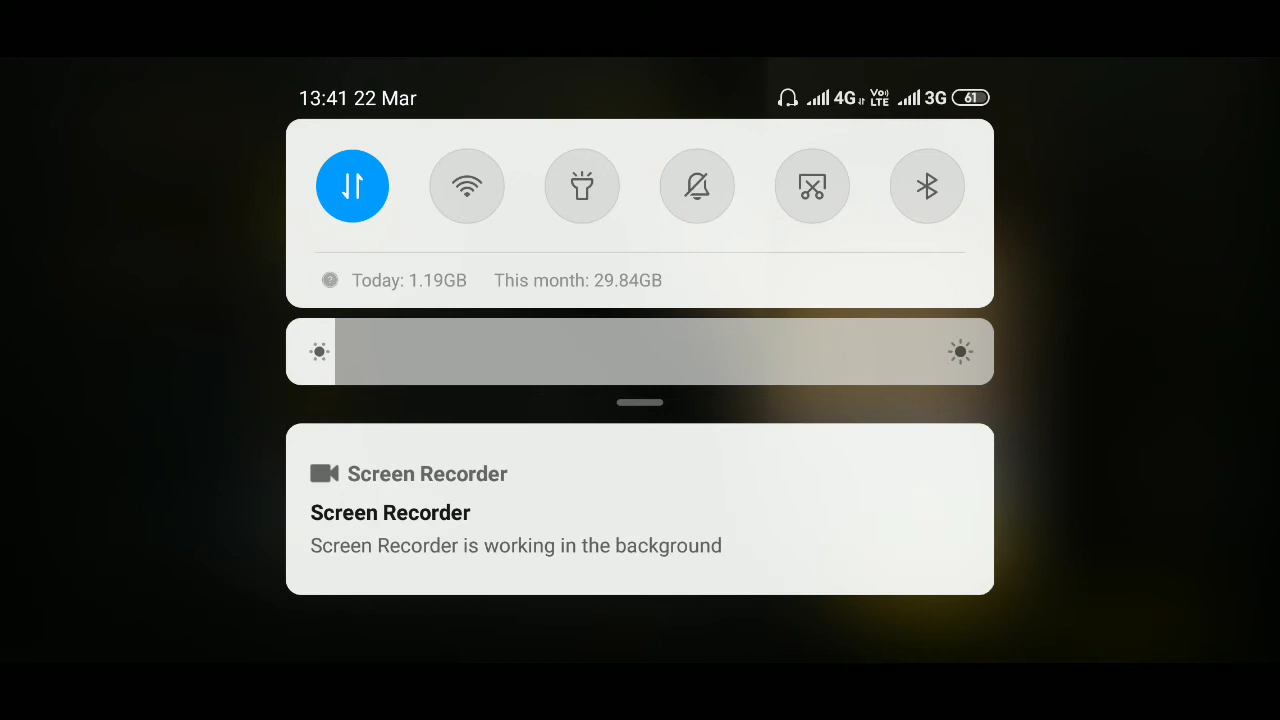 13:41 22 Mar 4G Vo) LTE 3G 61
Today: 1.19GB This month: 29.84GB
Screen Recorder
Screen Recorder
Screen Recorder is working in the background